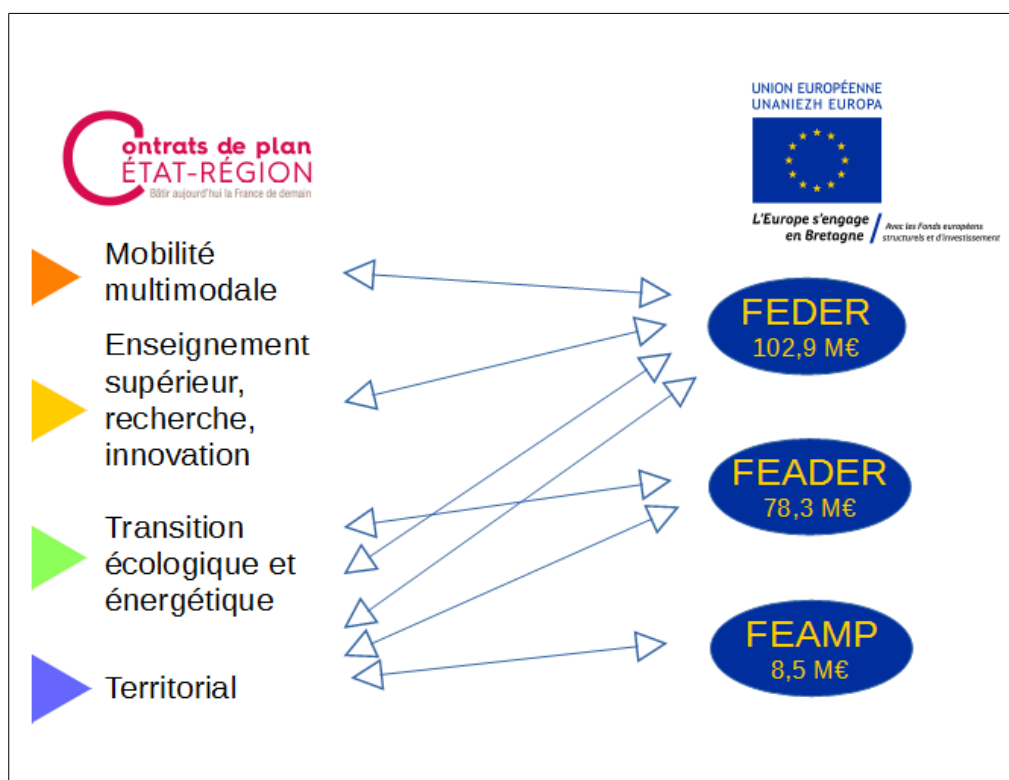 Contrats de plan
ÉTAT-RÉGION
Bâtir aujourd'hui la France de demain
UNION EUROPÉENNE
UNANIEZH EUROPA
L'Europe s'engage
en Bretagne
Avec les Fonds européens
structurels et d'investissement
Mobilité
multimodale
Enseignement
supérieur,
recherche,
innovation
Transition
écologique et
énergétique
Territorial
FEDER
102,9 M€
FEADER
78,3 M€
FEAMP
8,5 M€